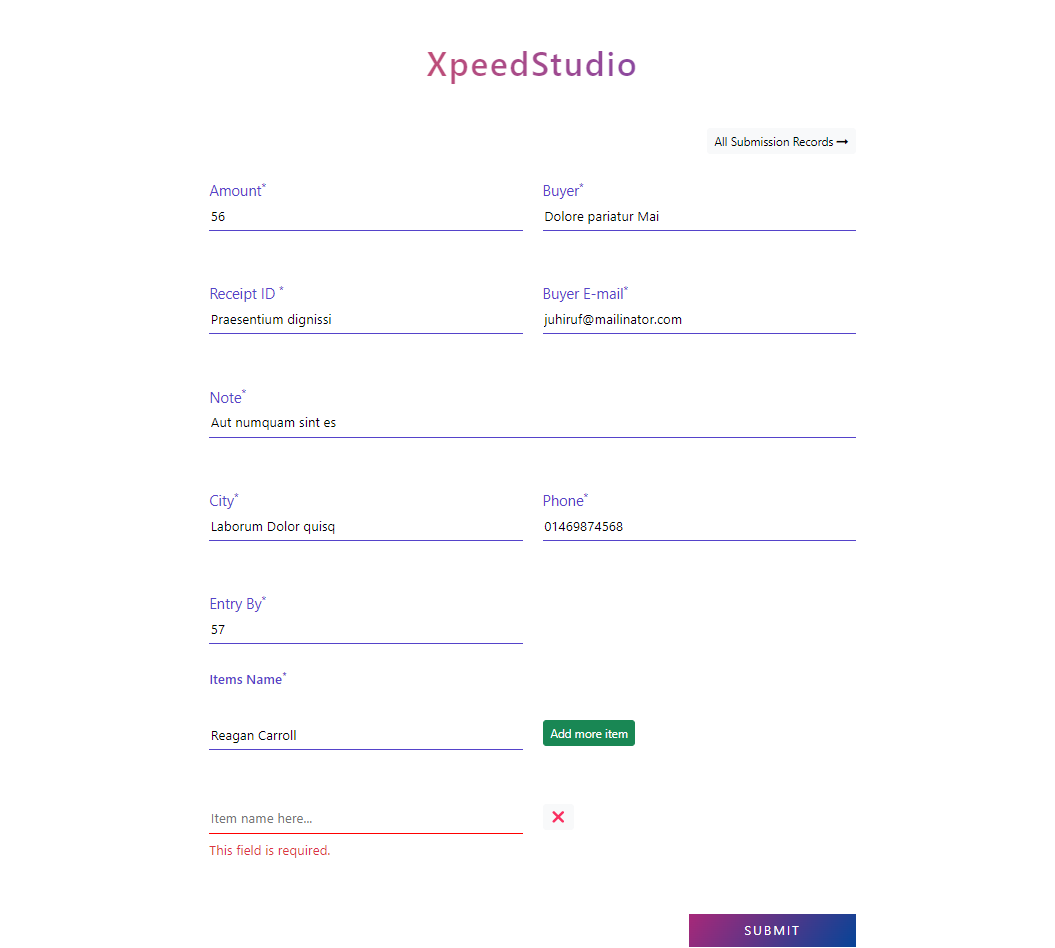 XpeedStudio
All Submission Records ➞
Amount*
Buyer*
56
Dolore pariatur Mai
Receipt ID *
Buyer E-mail*
Praesentium dignissi
juhiruf@mailinator.com
Note*
Aut numquam sint es
City*
Phone*
Laborum Dolor quisq
01469874568
Entry By*
57
Items Name*
Reagan Carroll
Add more item
Item name here...
This field is required.
SUBMIT